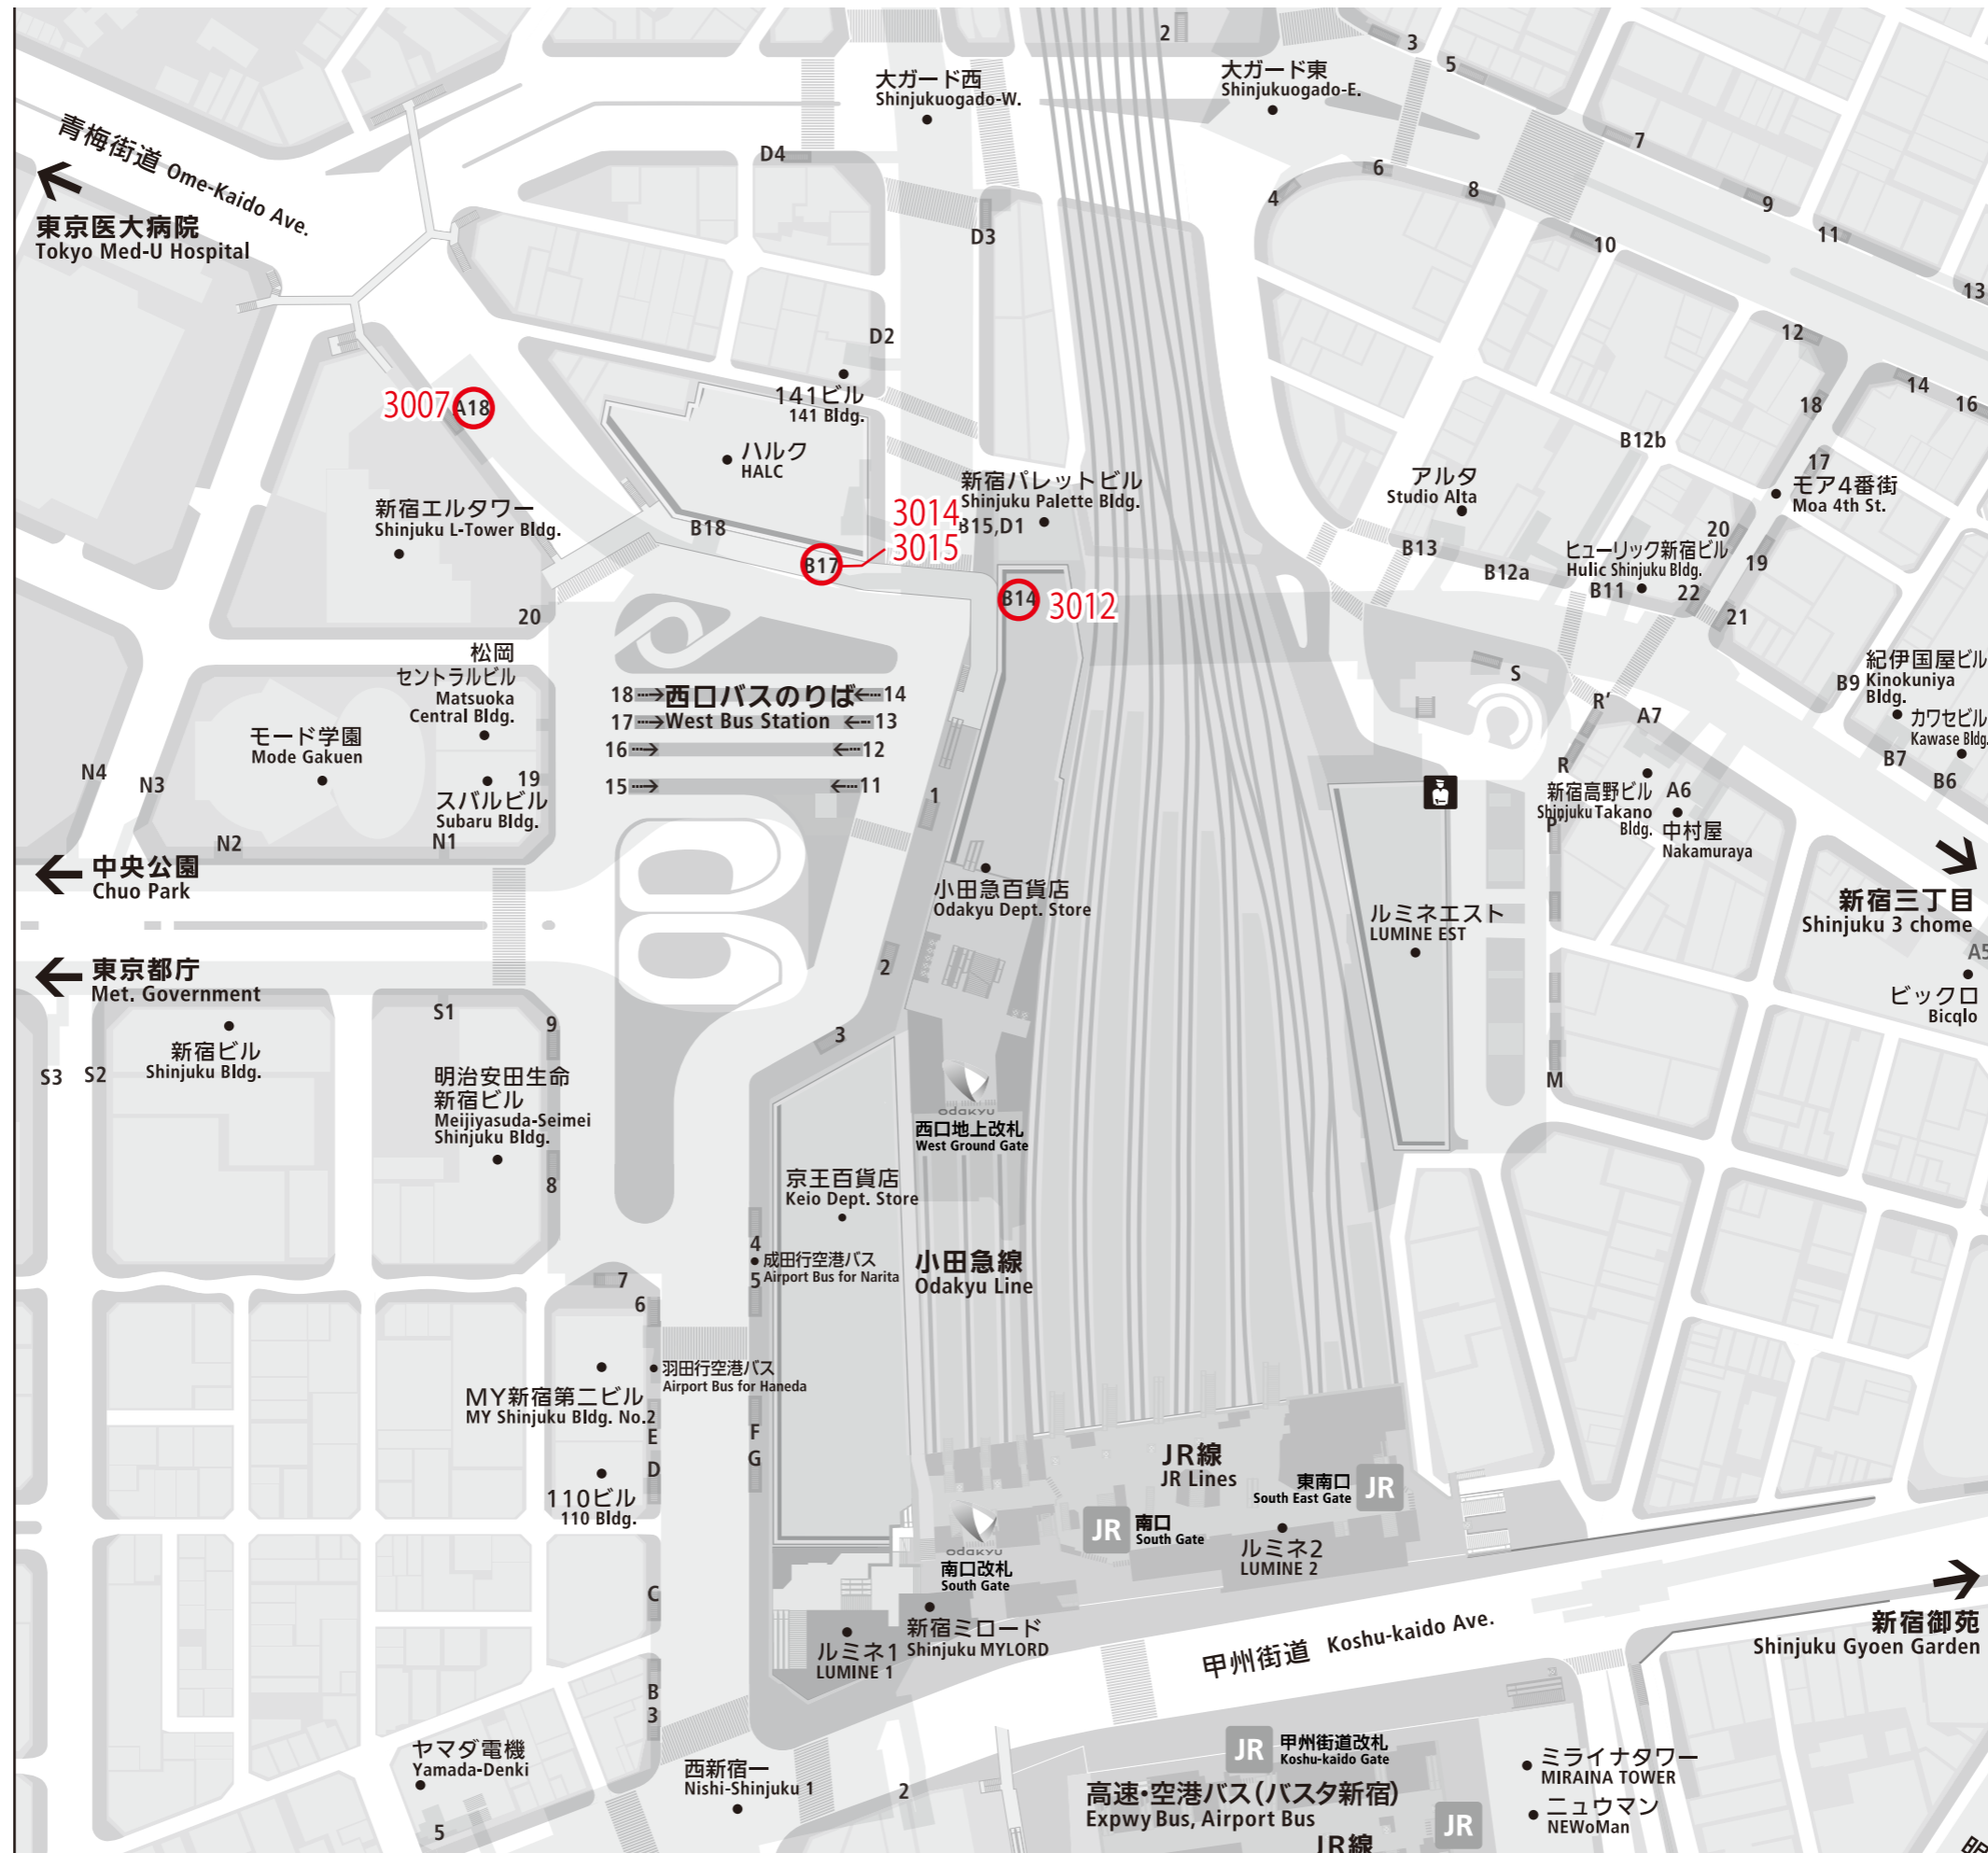 2
3
5
大ガード西
Shinjukuogado-W.
大ガード東
Shinjukuogado-E.
青梅街道 Ome-Kaido Ave.
7
D4
6
8
4
9
東京医大病院
Tokyo Med-U Hospital
D3
10
11
13
D2
12
141ビル
141 Bldg.
14
16
18
3007 A18
B12b
ハルク
HALC
17
モア4番街
Moa 4th St.
アルタ
Studio Alta
新宿パレットビル
Shinjuku Palette Bldg.
新宿エルタワー
Shinjuku L-Tower Bldg.
3014
3015
B15,D1
B18
B17
20
B13
ヒューリック新宿ビル
Hulic Shinjuku Bldg.
19
B12a
B11
22
B14 3012
21
20
松岡
セントラルビル
Matsuoka
Central Bldg.
紀伊國屋ビル
Kinokuniya
Bldg.
B9
S
R'
A7
カワセビル
Kawase Bldg.
18 西口バスのりば 14
17 West Bus Station 13
16 12
15 11
モード学園
Mode Gakuen
N4
N3
19
スバルビル
Subaru Bldg.
N2
N1
1
R
新宿高野ビル
Shinjuku Takano
Bldg.
A6
P'
中村屋
Nakamuraya
B7
B6
中央公園
Chuo Park
小田急百貨店
Odakyu Dept. Store
ルミネエスト
LUMINE EST
新宿三丁目
Shinjuku 3 chome
A5
東京都庁
Met. Government
2
ビックロ
Bicqlo
S1
9
3
新宿ビル
Shinjuku Bldg.
S3
S2
明治安田生命
新宿ビル
Meijiyasuda-Seimei
Shinjuku Bldg.
M
ODAKYU
西口地上改札
West Ground Gate
8
京王百貨店
Keio Dept. Store
4
成田行空港バス
Airport Bus for Narita
5
小田急線
Odakyu Line
7
6
羽田行空港バス
Airport Bus for Haneda
MY新宿第二ビル
MY Shinjuku Bldg. No.2
E
F
G
D
110ビル
110 Bldg.
JR線
JR Lines
東南口
South East Gate
JR
JR
南口
South Gate
ルミネ2
LUMINE 2
ODAKYU
南口改札
South Gate
C
新宿ミロード
Shinjuku MYLORD
ルミネ1
LUMINE 1
甲州街道 Koshu-kaido Ave.
新宿御苑
Shinjuku Gyoen Garden
B
3
ヤマダ電機
Yamada-Denki
5
西新宿一
Nishi-Shinjuku 1
2
JR
甲州街道改札
Koshu-kaido Gate
高速・空港バス(バスタ新宿)
Expwy Bus, Airport Bus
JR
JR線
ミライナタワー
MIRAINA TOWER
ニュウマン
NEWoMan